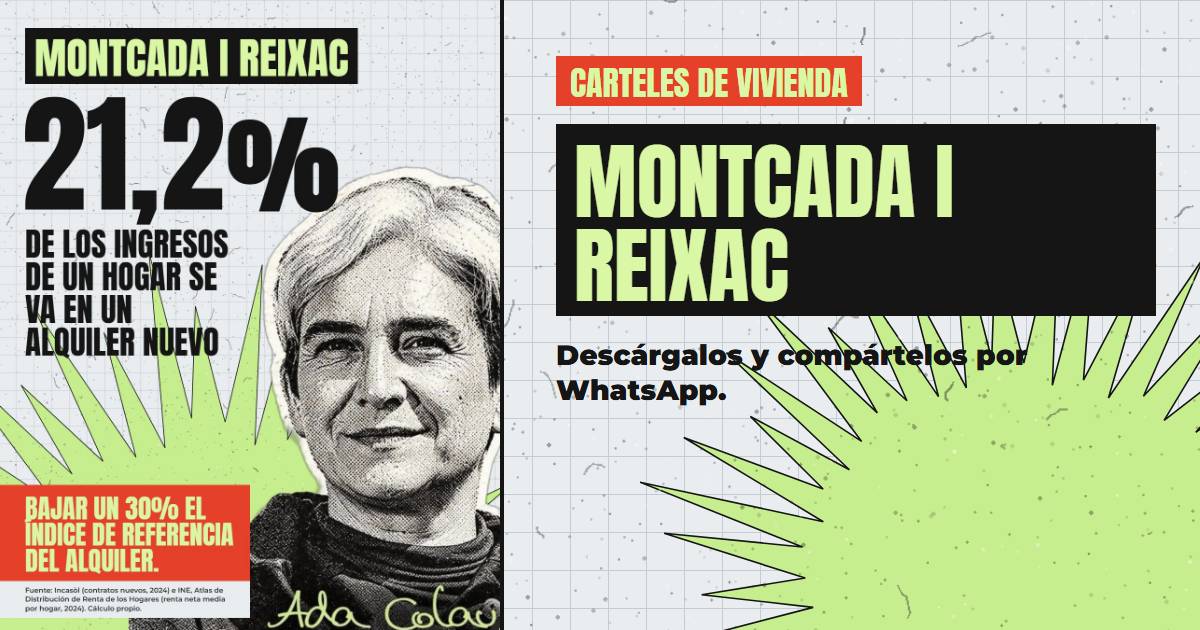 MONTCADA I REIXAC
21,2%
DE LOS INGRESOS
DE UN HOGAR SE
VA EN UN
ALQUILER NUEVO
BAJAR UN 30% EL
ÍNDICE DE REFERENCIA
DEL ALQUILER.
Fuente: Incasòl (contratos nuevos, 2024) e INE, Atlas de
Distribución de Renta de los Hogares (renta neta media
por hogar, 2024). Cálculo propio.
Ada Colau
CARTELES DE VIVIENDA
MONTCADA I
REIXAC
Descárgalos y compártelos por
WhatsApp.